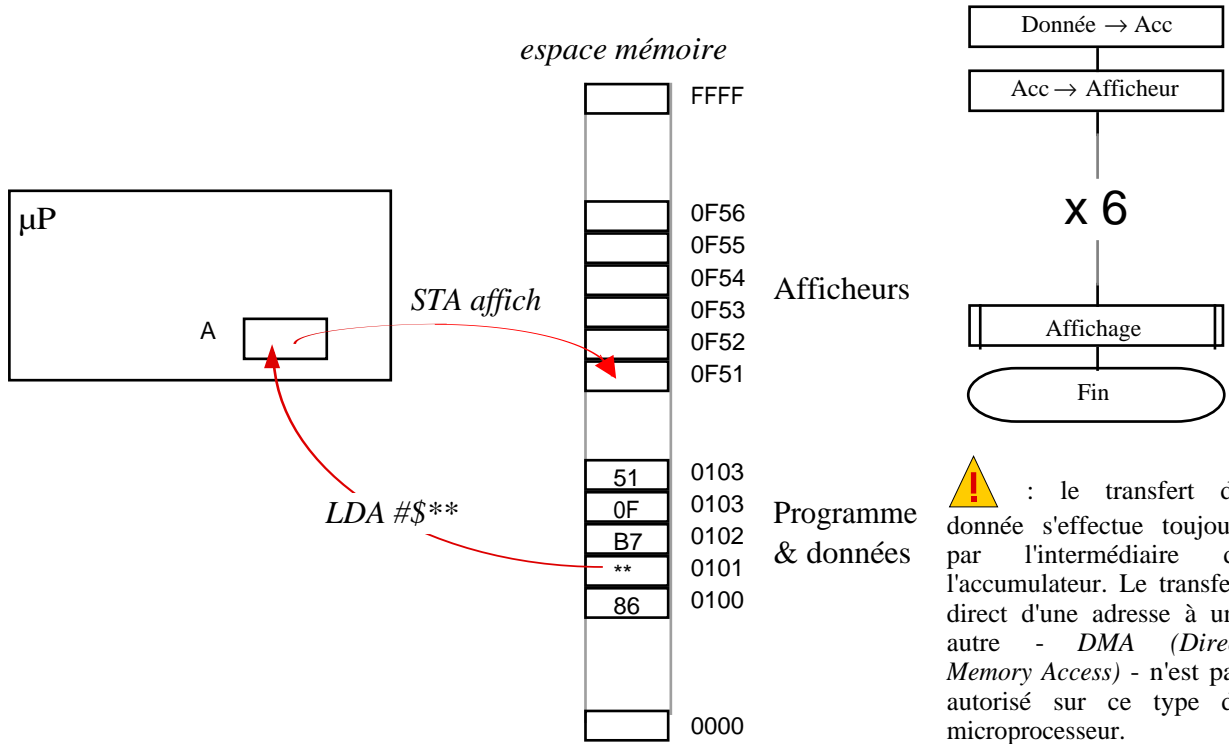 espace mémoire
FFFF
µP
A
STA affich
LDA #$**
0F56
0F55
0F54
0F53
0F52
0F51
Afficheurs
51 0103
0F 0103
B7 0102
** 0101
86 0100
Programme
& données
0000
Donnée → Acc
Acc → Afficheur
x 6
Affichage
Fin
! : le transfert d
donnée s'effectue toujou
par l'intermédiaire d
l'accumulateur. Le transfe
direct d'une adresse à un
autre - DMA (Direc
Memory Access) - n'est pa
autorisé sur ce type d
microprocesseur.